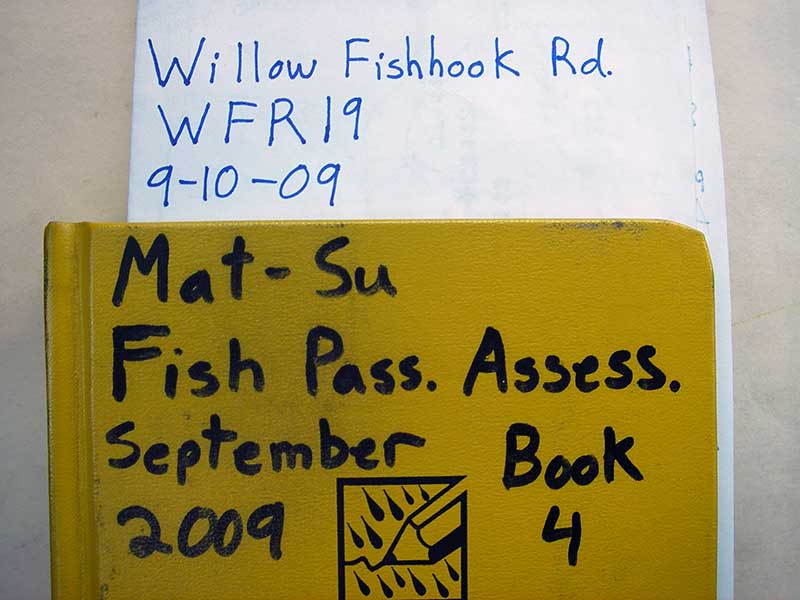 Willow Fishhook Rd.
WFR19
9-10-09
Mat-Su
Fish Pass. Assess.
September Book
2009 4